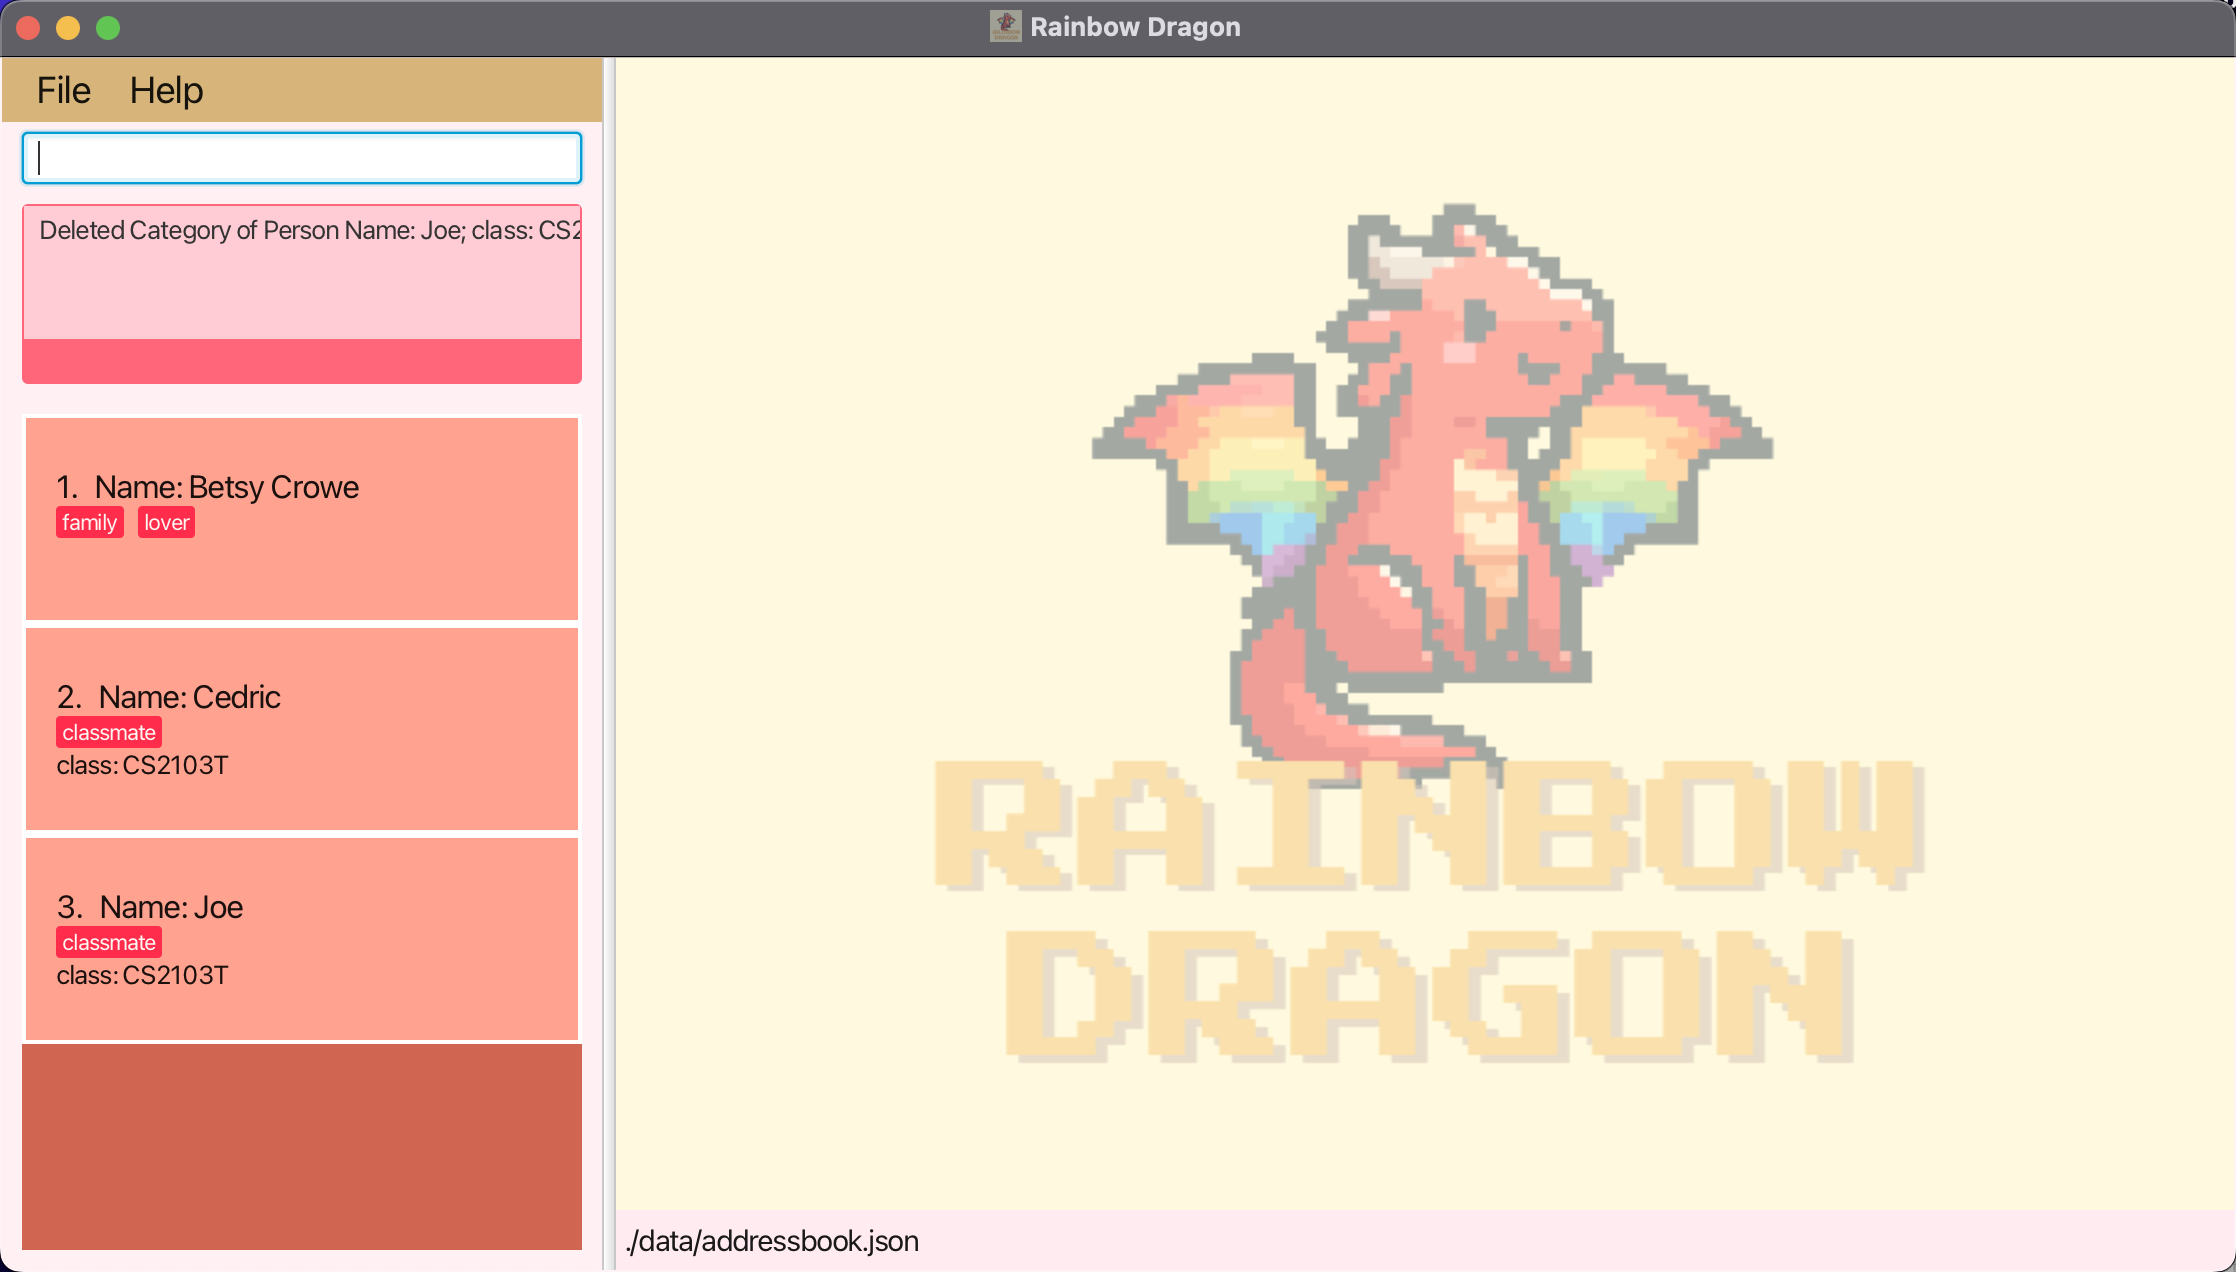 Rainbow Dragon
File Help
Deleted Category of Person Name: Joe; class: CS2
1. Name: Betsy Crowe
family lover
2. Name: Cedric
classmate
class: CS2103T
3. Name: Joe
classmate
class: CS2103T
RAINBOW
DRAGON
./data/addressbook.json